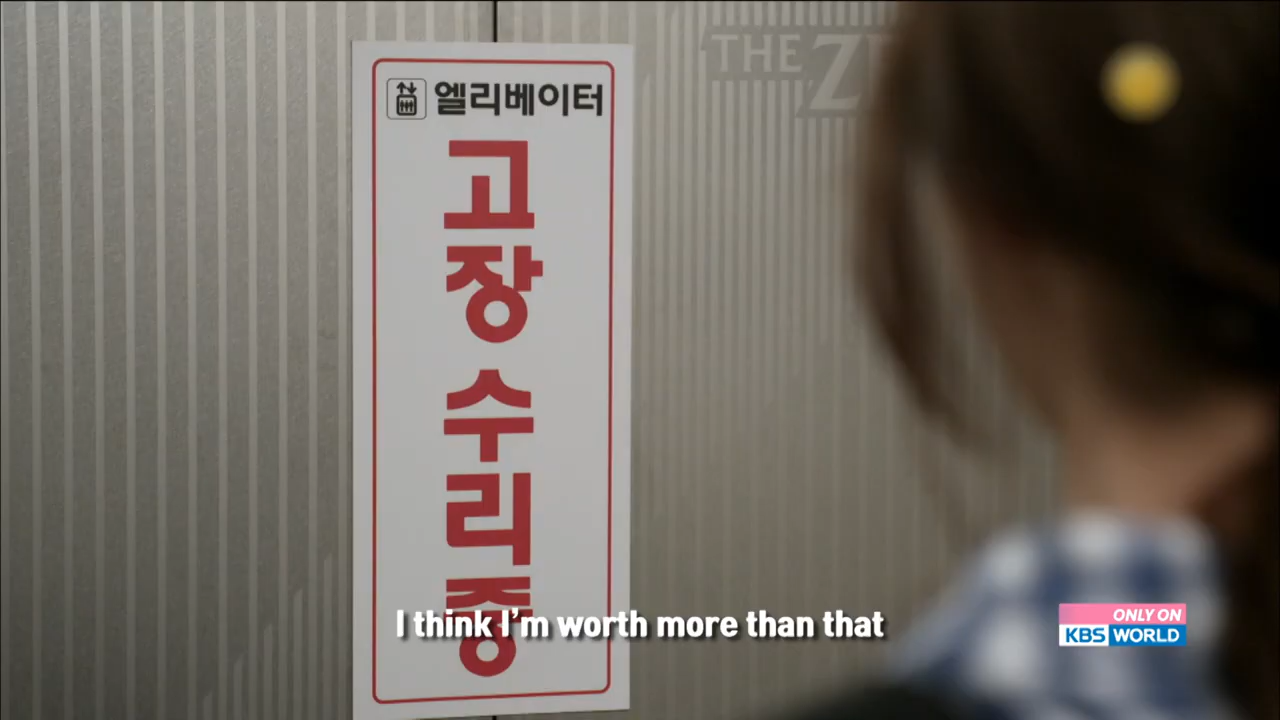 엘리베이터
고
장
수
리
중
THE Z
I think I'm worth more than that
ONLY ON
KBS WORLD